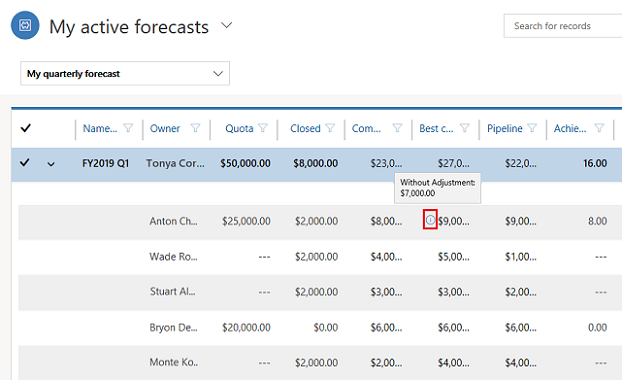 My active forecasts
Search for records
My quarterly forecast
Name... Owner Quota Closed Com... Best c... Pipeline Achie...
FY2019 Q1 Tonya Cor... $50,000.00 $8,000.00 $23,0... $27,0... $22,0... 16.00
Without Adjustment:
$7,000.00
Anton Ch... $25,000.00 $2,000.00 $8,00... $9,00... $9,00... 8.00
Wade Ro... --- $2,000.00 $4,00... $5,00... $1,00... ---
Stuart Al... --- $2,000.00 $3,00... $3,00... $2,00... ---
Bryon De... $20,000.00 $0.00 $6,00... $6,00... $6,00... 0.00
Monte Ko.. --- $2,000.00 $2,00... $4,00... $4,00... ---